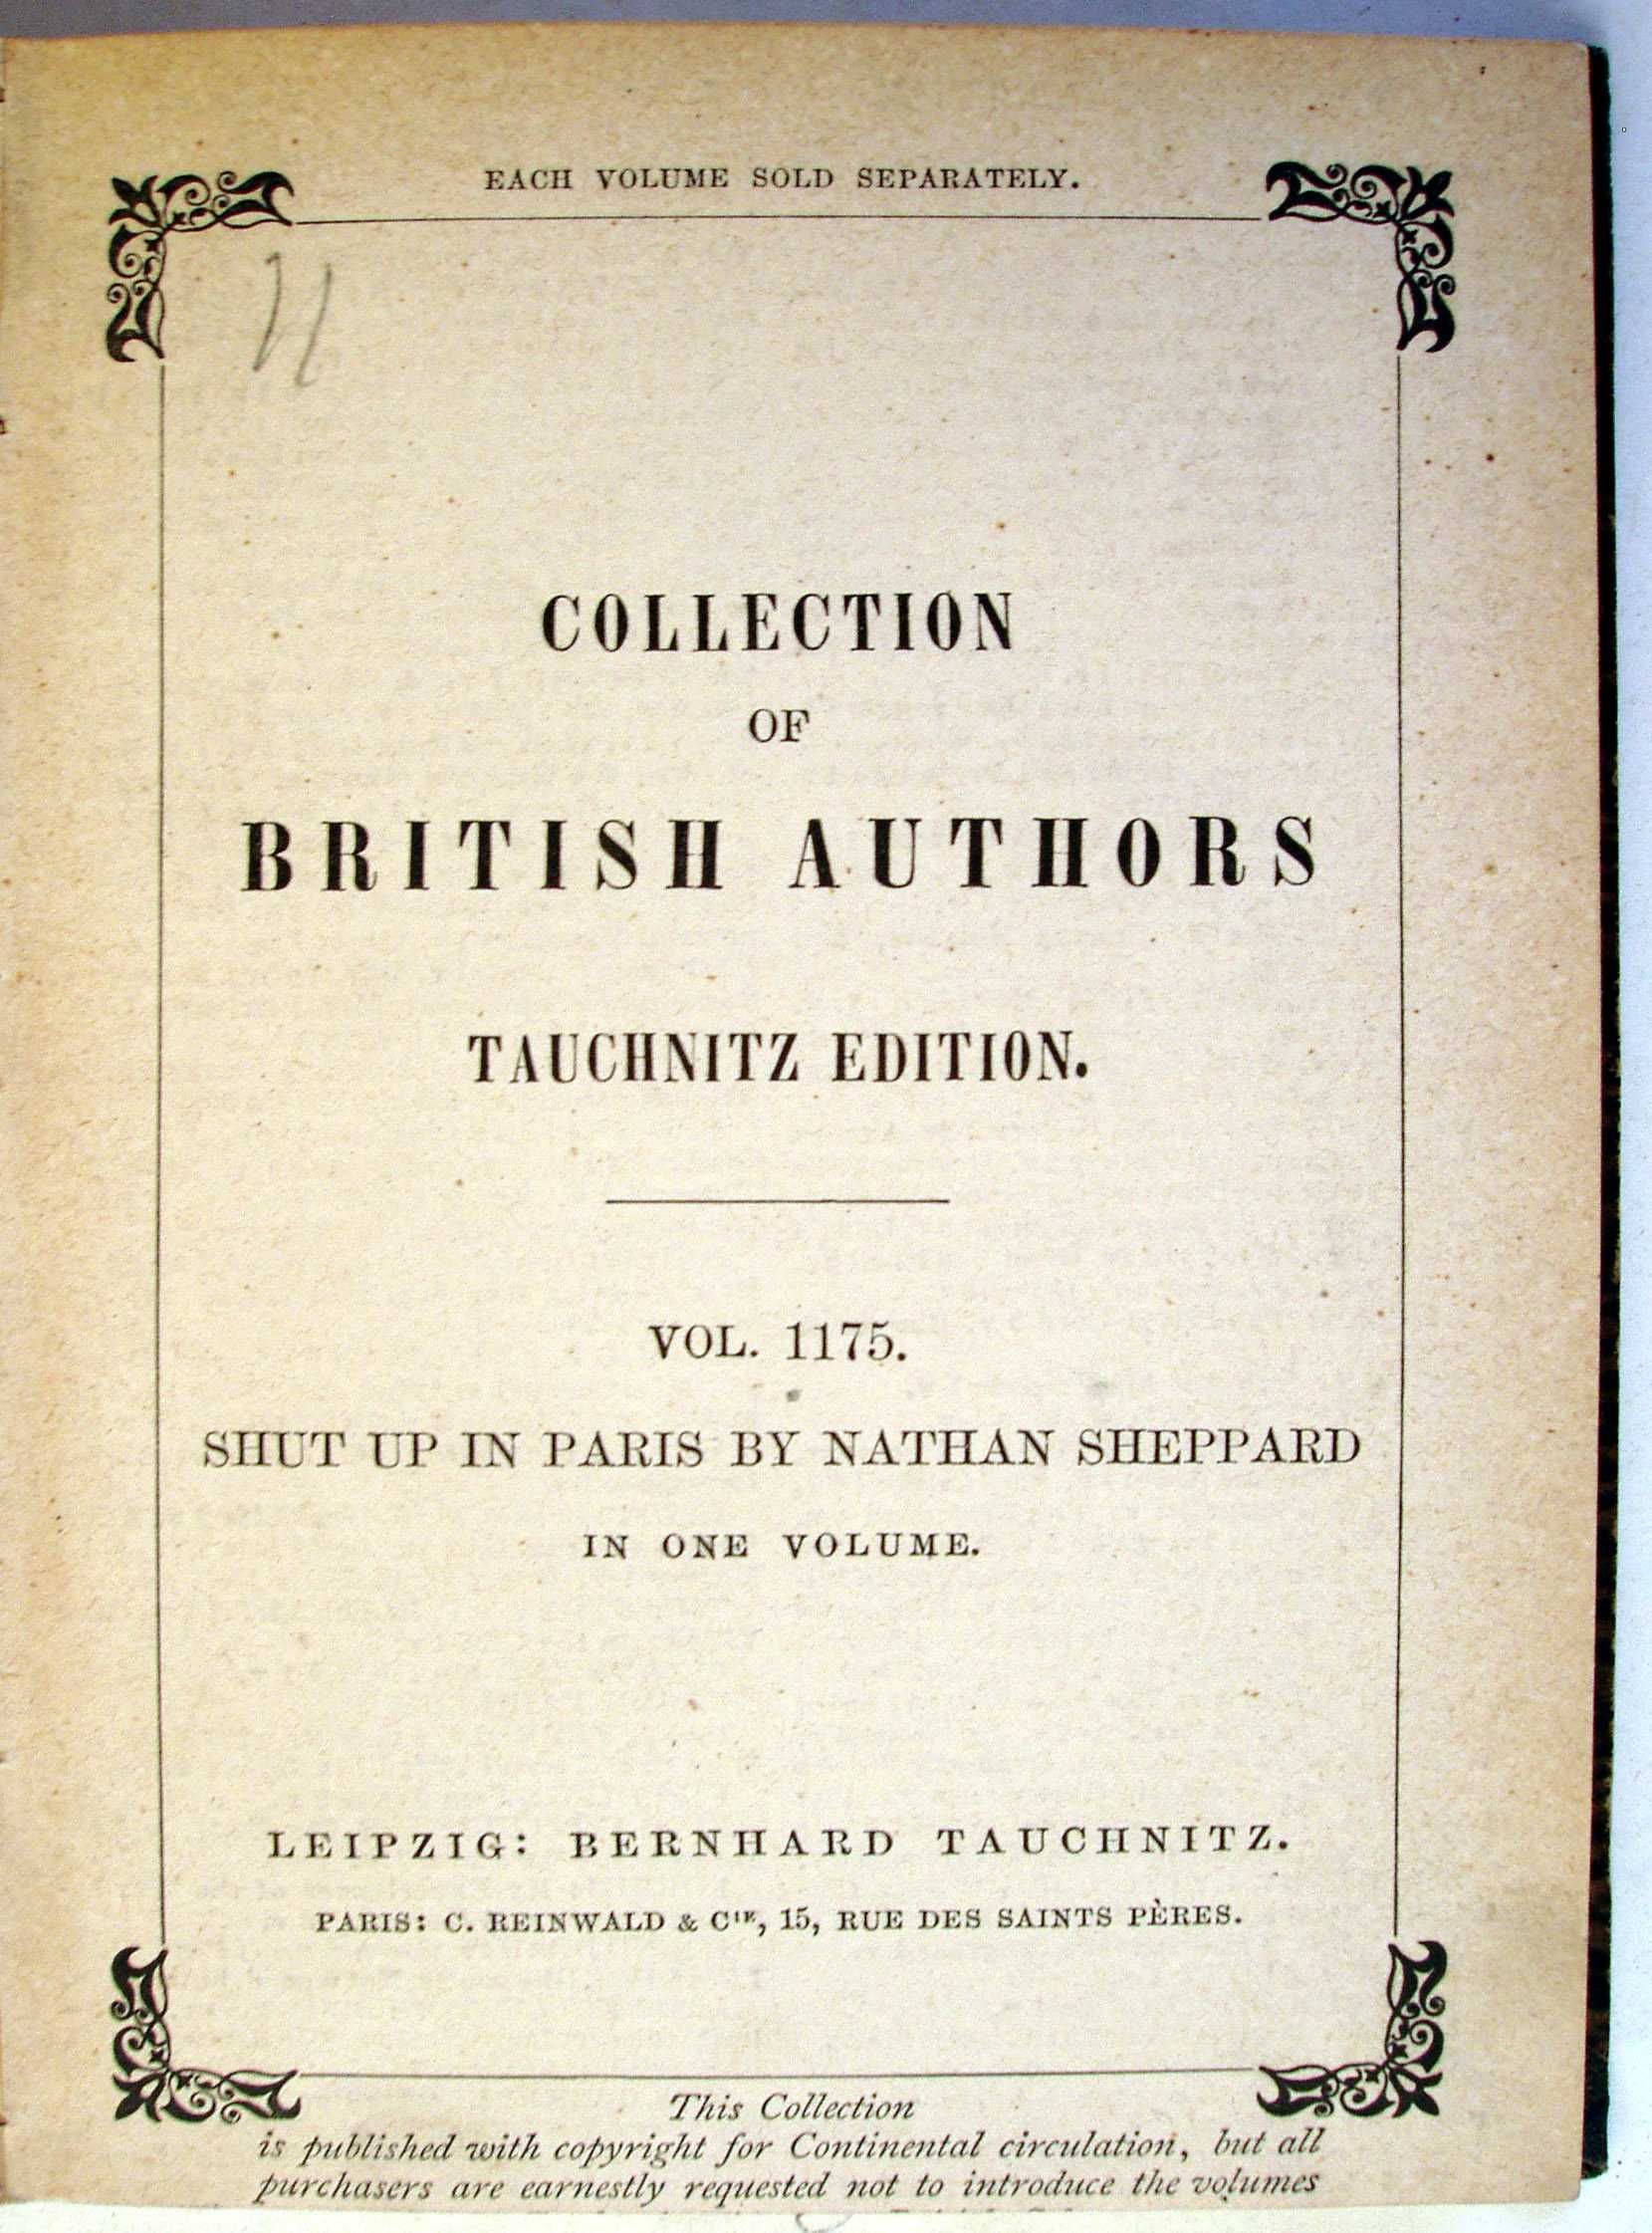 EACH VOLUME SOLD SEPARATELY.
11
COLLECTION
OF
BRITISH AUTHORS
TAUCHNITZ EDITION.
VOL. 1175.
SHUT UP IN PARIS BY NATHAN SHEPPARD
IN ONE VOLUME.
LEIPZIG: BERNHARD TAUCHNITZ.
PARIS: C. REINWALD & CIE, 15, RUE DES SAINTS PÈRES.
This Collection
is published with copyright for Continental circulation, but all
purchasers are earnestly requested not to introduce the volumes